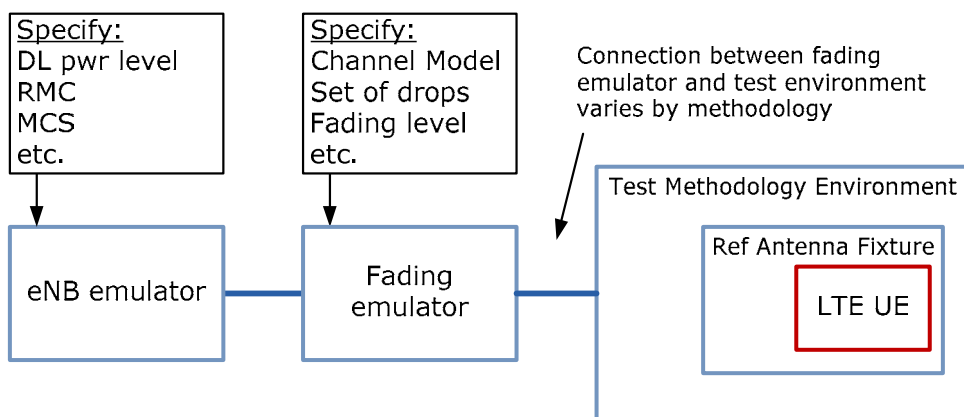 Specify:
DL pwr level
RMC
MCS
etc.
Specify:
Channel Model
Set of drops
Fading level
etc.
Connection between fading
emulator and test environment
varies by methodology
Test Methodology Environment
Ref Antenna Fixture
LTE UE
eNB emulator
Fading
emulator